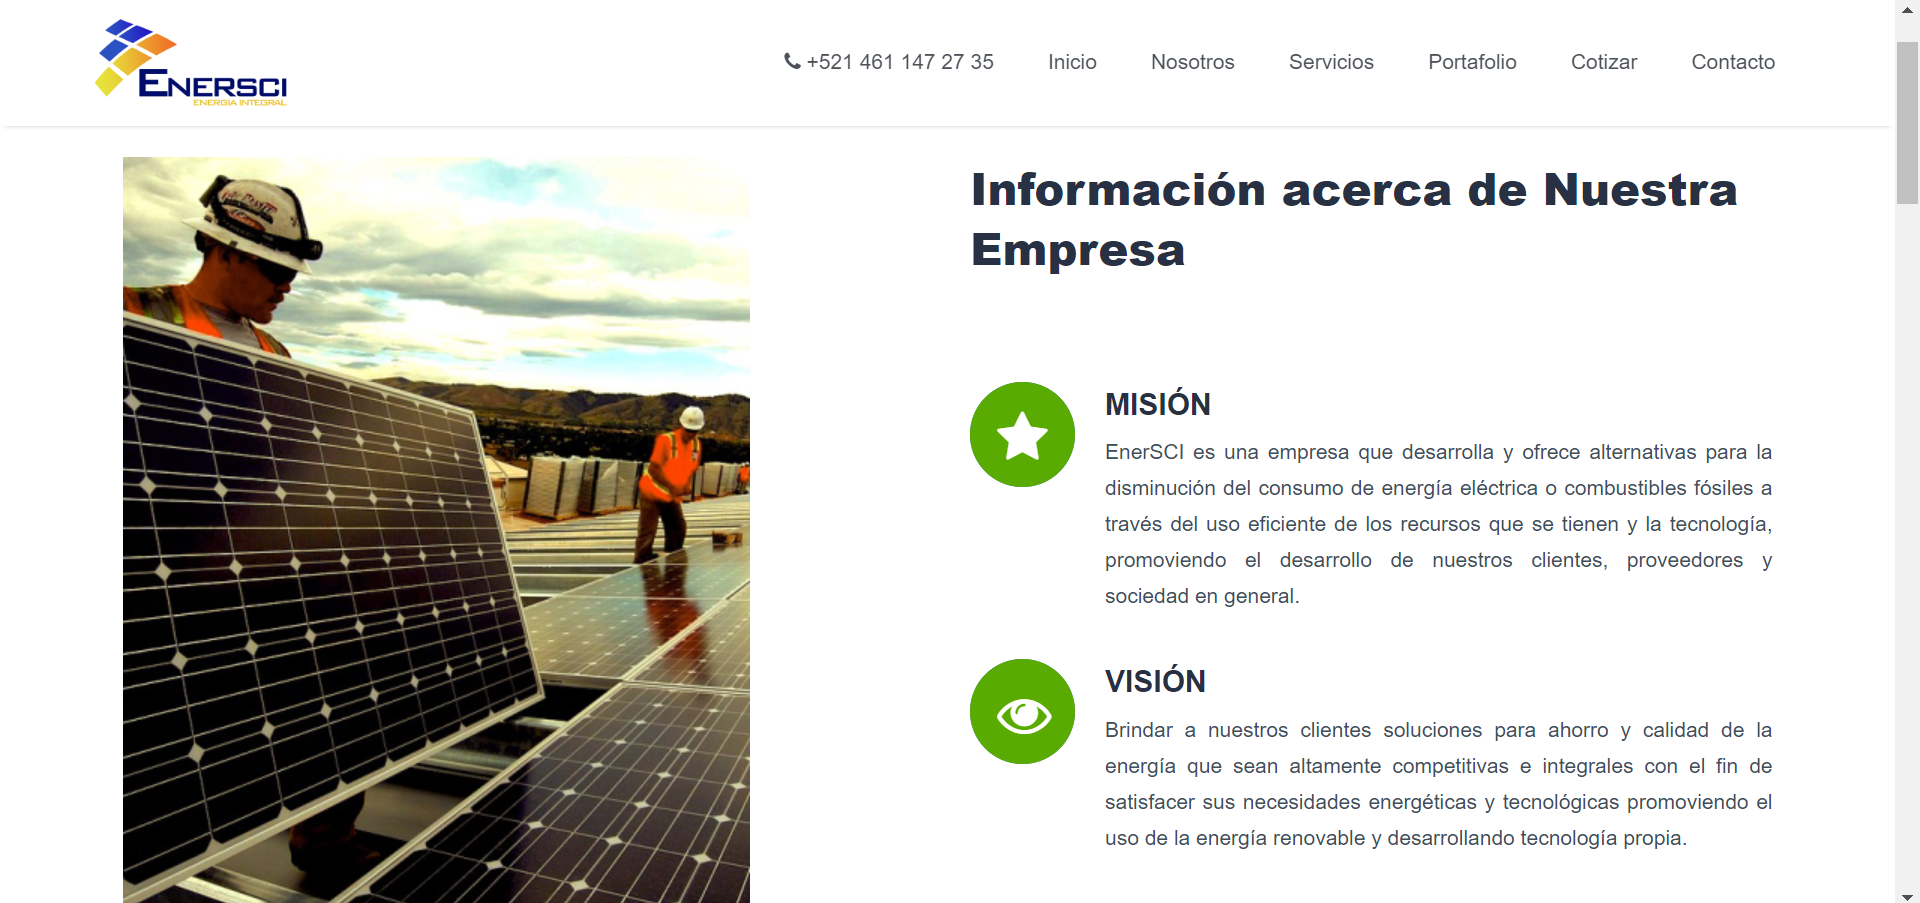 ENERSCI
ENERGIA INTEGRAL
+521 461 147 27 35
Inicio
Nosotros
Servicios
Portafolio
Cotizar
Contacto
Información acerca de Nuestra
Empresa
MISIÓN
EnerSCI es una empresa que desarrolla y ofrece alternativas para la
disminución del consumo de energía eléctrica o combustibles fósiles a
través del uso eficiente de los recursos que se tienen y la tecnología,
promoviendo el desarrollo de nuestros clientes, proveedores y
sociedad en general.
VISIÓN
Brindar a nuestros clientes soluciones para ahorro y calidad de la
energía que sean altamente competitivas e integrales con el fin de
satisfacer sus necesidades energéticas y tecnológicas promoviendo el
uso de la energía renovable y desarrollando tecnología propia.